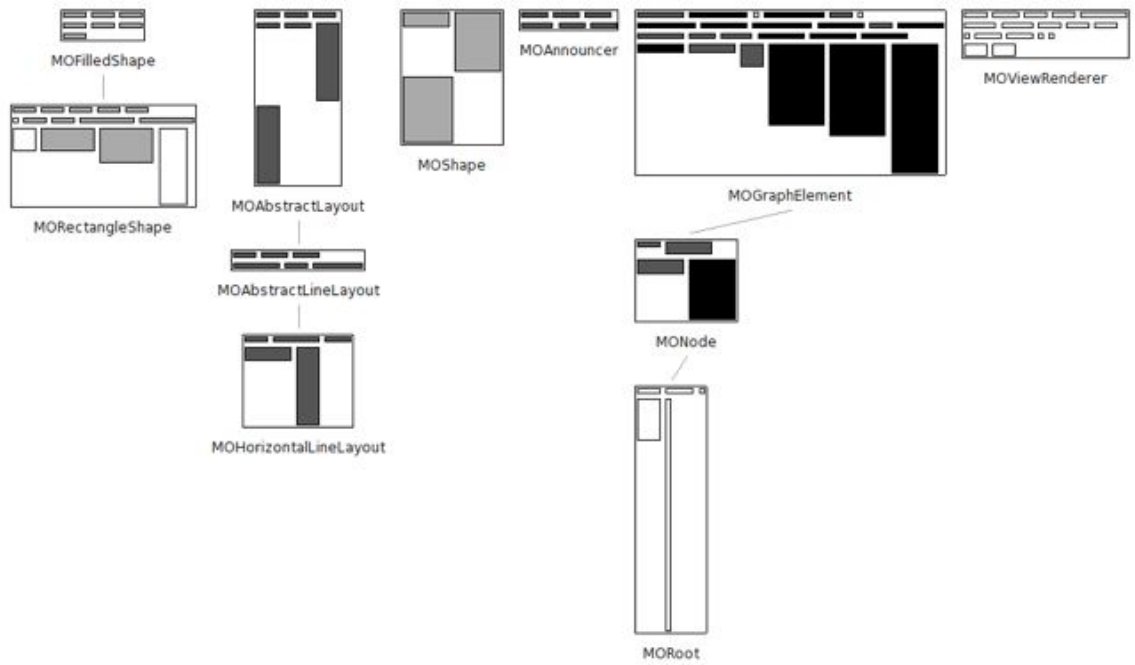 MOFilledShape
MORectangleShape
MOAbstractLayout
MOAbstractLineLayout
MOHorizontalLineLayout
MOShape
MOAnnouncer
MOGraphElement
MONode
MORoot
MOViewRenderer